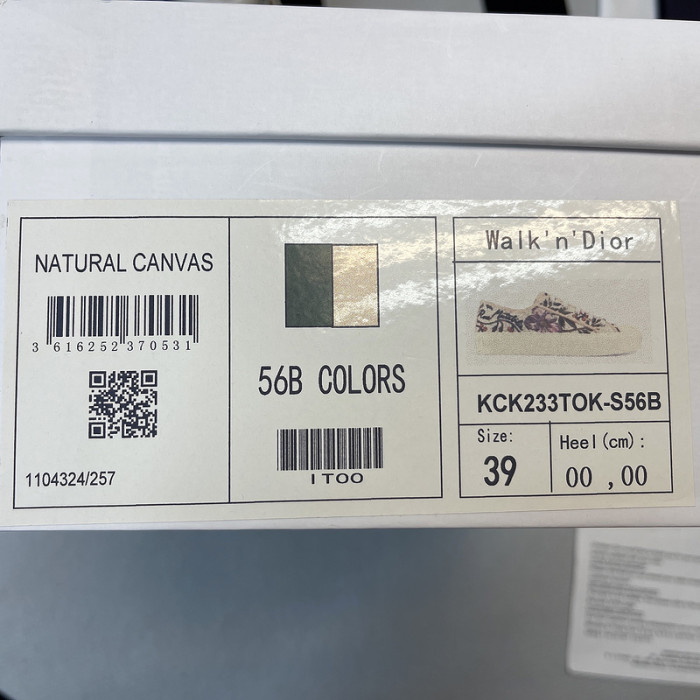 NATURAL CANVAS
3 616252 370531
1104324/257
56B COLORS
ITOO
Walk'n'Dior
KCK233TOK-S56B
Size:
39
Heel(cm):
00 ,00